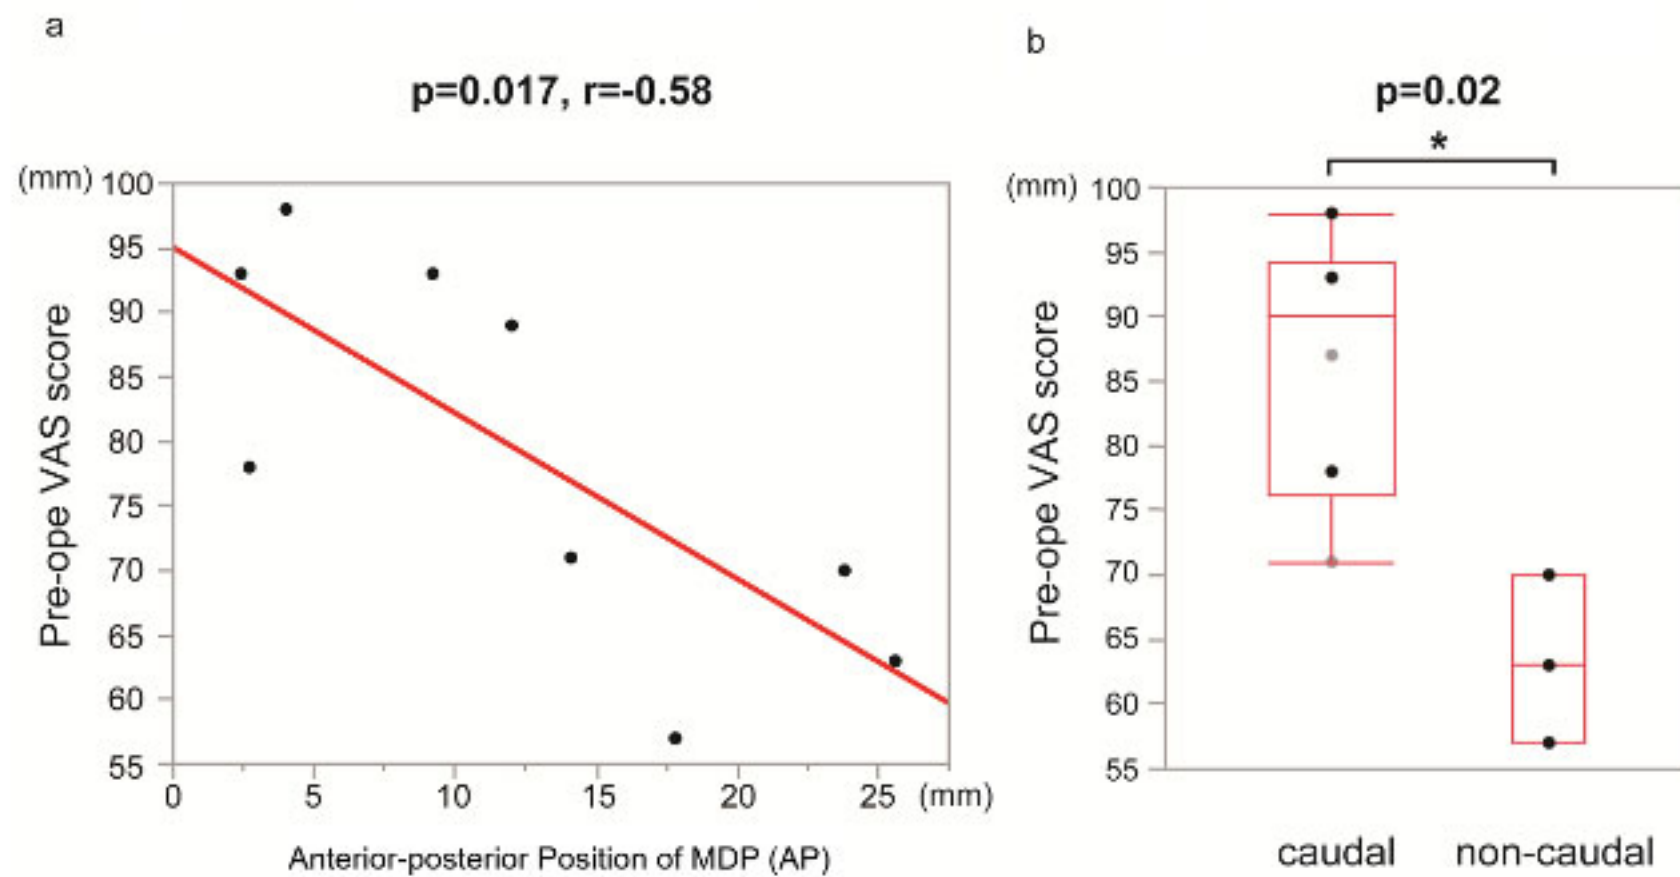 a
p=0.017, r=-0.58
(mm)
100
95
90
85
80
75
70
65
60
55
Pre-ope VAS score
0 5 10 15 20 25 (mm)
Anterior-posterior Position of MDP (AP)
b
p=0.02
*
(mm)
100
95
90
85
80
75
70
65
60
55
Pre-ope VAS score
caudal non-caudal